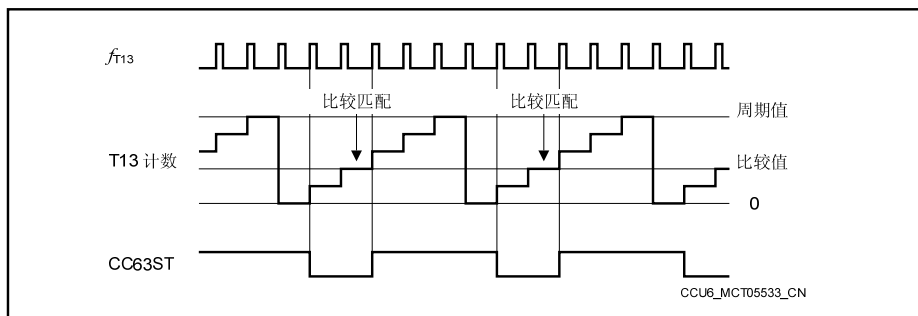 fT13
比较匹配 比较匹配
周期值
T13 计数
比较值
0
CC63ST
CCU6_MCT05533_CN